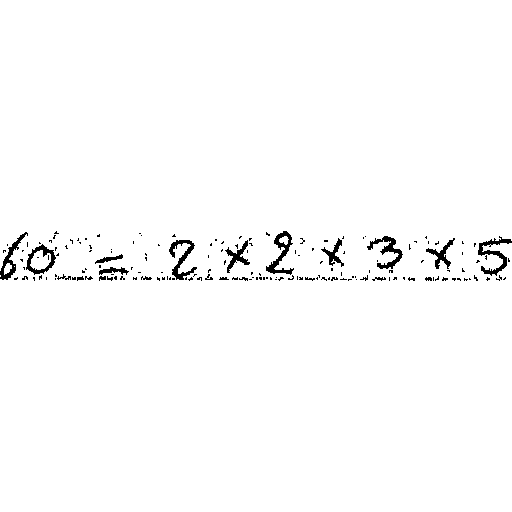 60 = 2 × 2 × 3 × 5